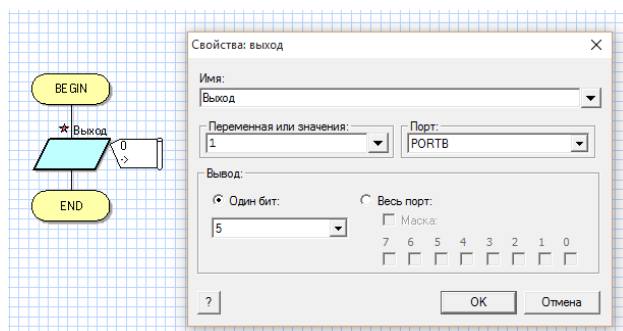 BEGIN
Выход
0
->
END
Свойства: выход
Имя:
Выход
Переменная или значения:
1
Порт:
PORTB
Вывод:
Один бит:
5
Весь порт:
Маска:
7 6 5 4 3 2 1 0
?
OK
Отмена